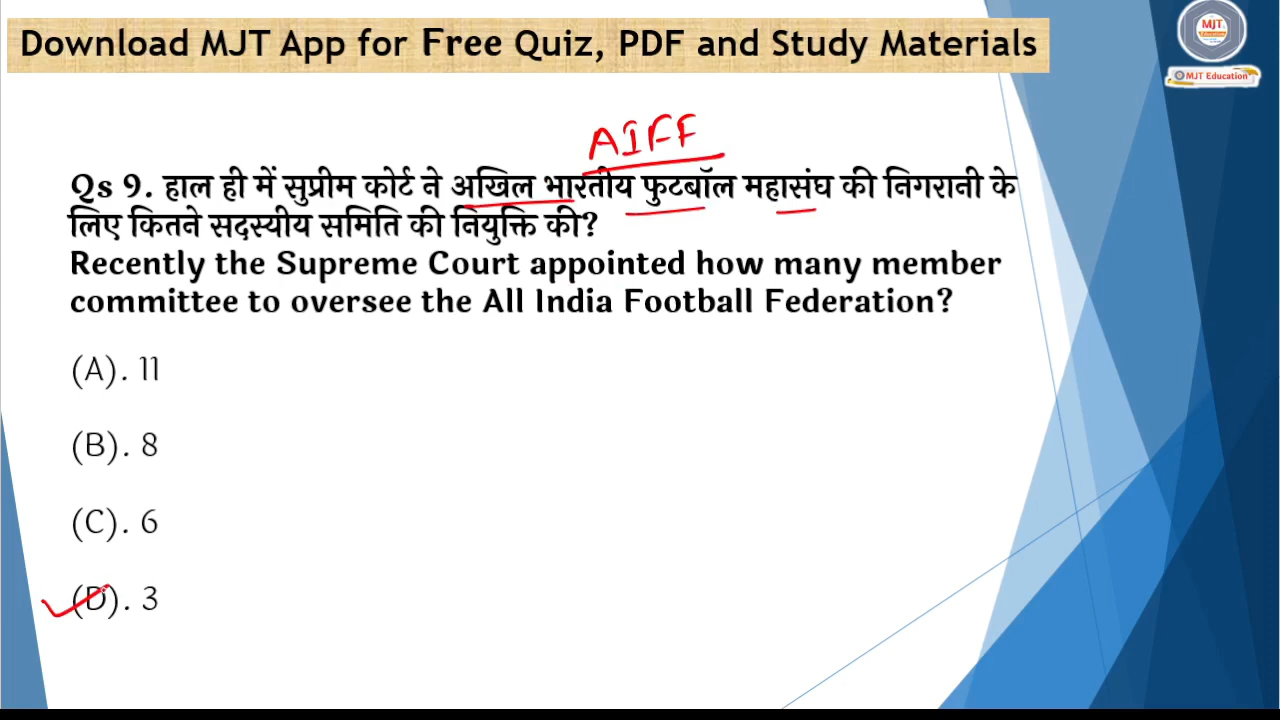 Download MJT App for Free Quiz, PDF and Study Materials
MJT
Education
MJT Education
AIFF
Qs 9. हाल ही में सुप्रीम कोर्ट ने अखिल भारतीय फुटबॉल महासंघ की निगरानी के
लिए कितने सदस्यीय समिति की नियुक्ति की?
Recently the Supreme Court appointed how many member
committee to oversee the All India Football Federation?
(A). 11
(B). 8
(C). 6
(D). 3